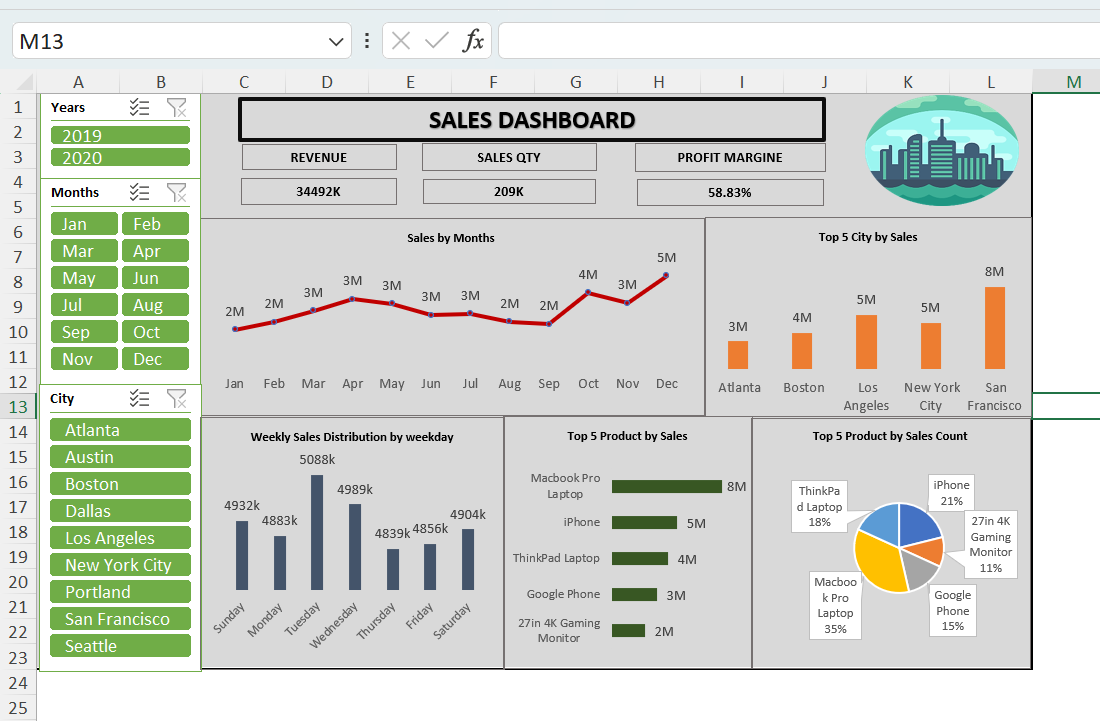 M13
fx
A B C D E F G H I J K L M
1
2
3
4
5
6
7
8
9
10
11
12
13
14
15
16
17
18
19
20
21
22
23
24
25
Years
2019
2020
Months
Jan Feb
Mar Apr
May Jun
Jul Aug
Sep Oct
Nov Dec
City
Atlanta
Austin
Boston
Dallas
Los Angeles
New York City
Portland
San Francisco
Seattle
SALES DASHBOARD
REVENUE SALES QTY PROFIT MARGINE
34492K 209K 58.83%
Sales by Months
2M 2M 3M 3M 3M 3M 3M 2M 2M 4M 3M 5M
Jan Feb Mar Apr May Jun Jul Aug Sep Oct Nov Dec
Top 5 City by Sales
3M 4M 5M 5M 8M
Atlanta Boston Los New York San
Angeles City Francisco
Weekly Sales Distribution by weekday
4932k 4883k 5088k 4989k 4839k 4856k 4904k
Sunday Monday Tuesday Wednesday Thursday Friday Saturday
Top 5 Product by Sales
Macbook Pro
Laptop
8M
iPhone 5M
ThinkPad Laptop 4M
Google Phone 3M
27in 4K Gaming
Monitor
2M
Top 5 Product by Sales Count
iPhone
21%
27in 4K
Gaming
Monitor
11%
Google
Phone
15%
Macboo
k Pro
Laptop
35%
ThinkPa
d Laptop
18%